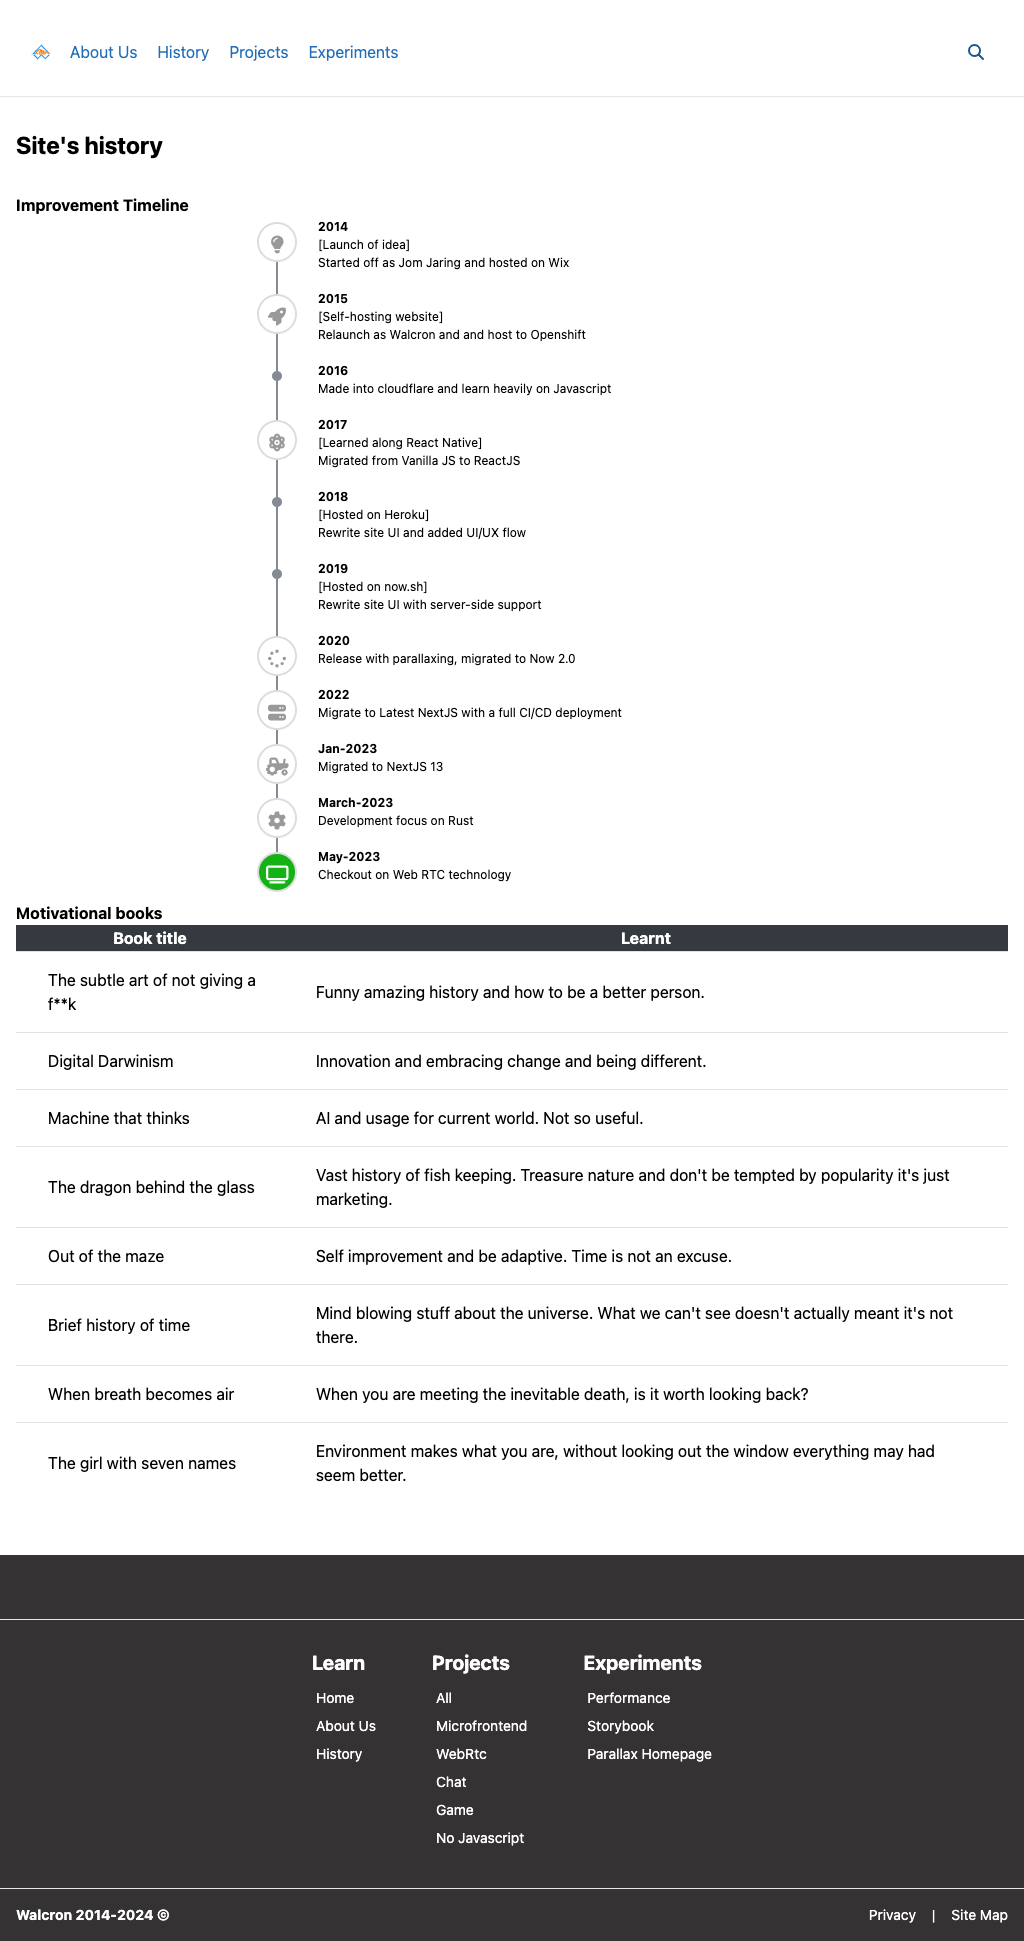 About Us History Projects Experiments
Site's history
Improvement Timeline
2014
[Launch of idea]
Started off as Jom Jaring and hosted on Wix
2015
[Self-hosting website]
Relaunch as Walcron and and host to Openshift
2016
Made into cloudflare and learn heavily on Javascript
2017
[Learned along React Native]
Migrated from Vanilla JS to ReactJS
2018
[Hosted on Heroku]
Rewrite site UI and added UI/UX flow
2019
[Hosted on now.sh]
Rewrite site UI with server-side support
2020
Release with parallaxing, migrated to Now 2.0
2022
Migrate to Latest NextJS with a full CI/CD deployment
Jan-2023
Migrated to NextJS 13
March-2023
Development focus on Rust
May-2023
Checkout on Web RTC technology
Motivational books
Book title Learnt
The subtle art of not giving a
f**k
Funny amazing history and how to be a better person.
Digital Darwinism Innovation and embracing change and being different.
Machine that thinks AI and usage for current world. Not so useful.
The dragon behind the glass
Vast history of fish keeping. Treasure nature and don't be tempted by popularity it's just
marketing.
Out of the maze Self improvement and be adaptive. Time is not an excuse.
Brief history of time
Mind blowing stuff about the universe. What we can't see doesn't actually meant it's not
there.
When breath becomes air When you are meeting the inevitable death, is it worth looking back?
The girl with seven names
Environment makes what you are, without looking out the window everything may had
seem better.
Learn
Home
About Us
History
Projects
All
Microfrontend
WebRtc
Chat
Game
No Javascript
Experiments
Performance
Storybook
Parallax Homepage
Walcron 2014-2024 ©
Privacy | Site Map